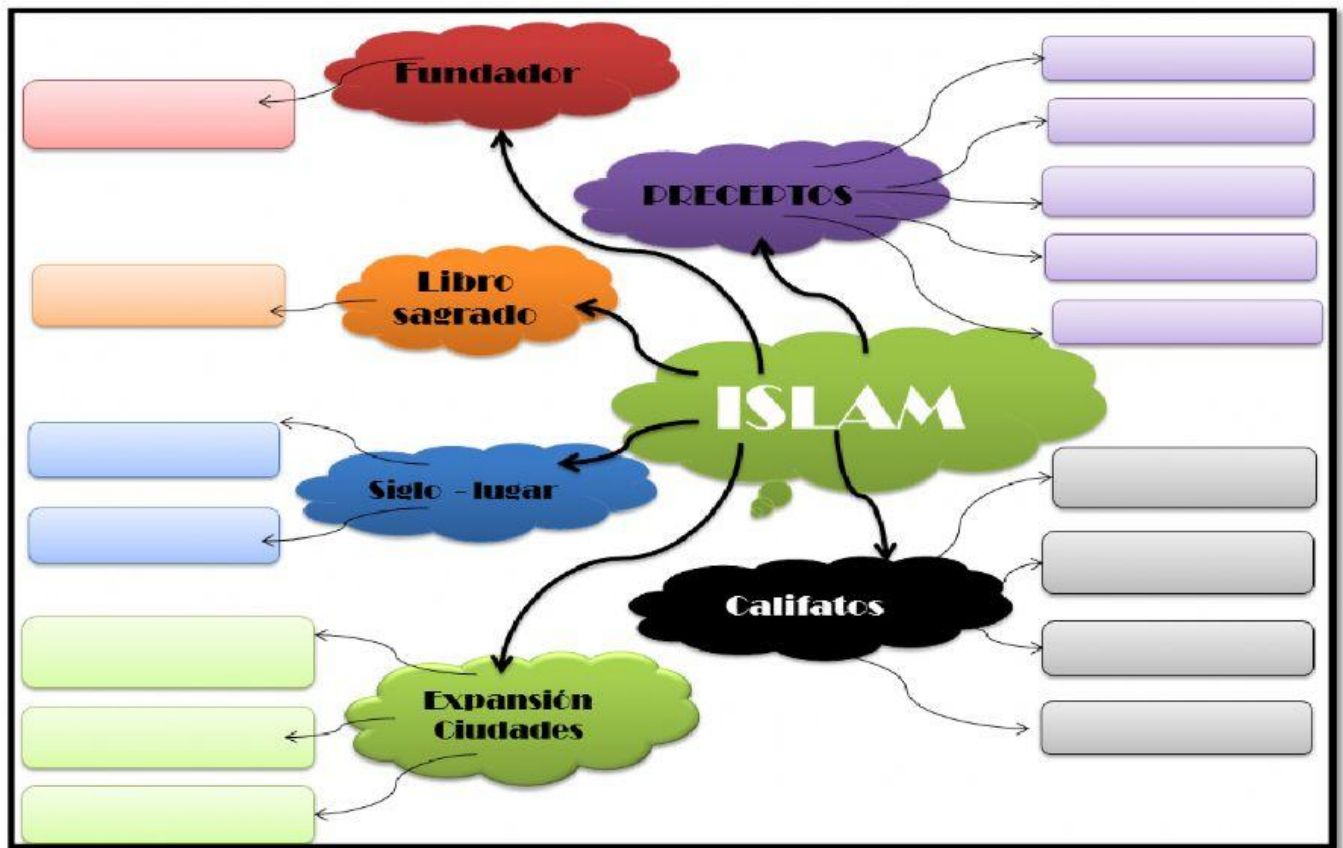 Fundador
PRECEPTOS
Libro
sagrado
ISLAM
Siglo - lugar
Califatos
Expansión
Ciudades